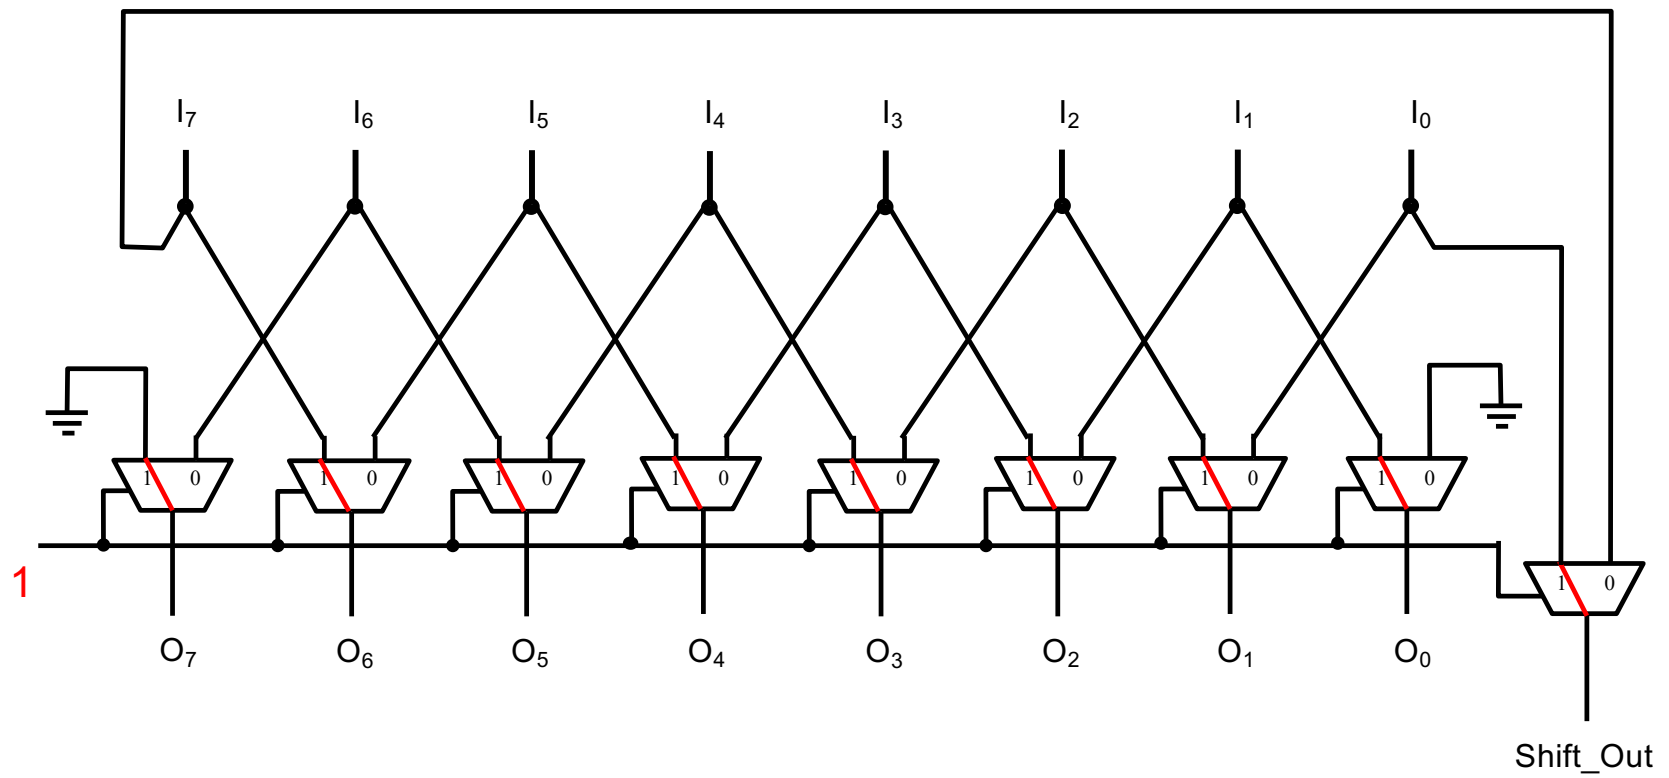 I7 I6 I5 I4 I3 I2 I1 I0
1 0 1 0 1 0 1 0 1 0 1 0 1 0 1 0
1 1 0
O7 O6 O5 O4 O3 O2 O1 O0
Shift_Out